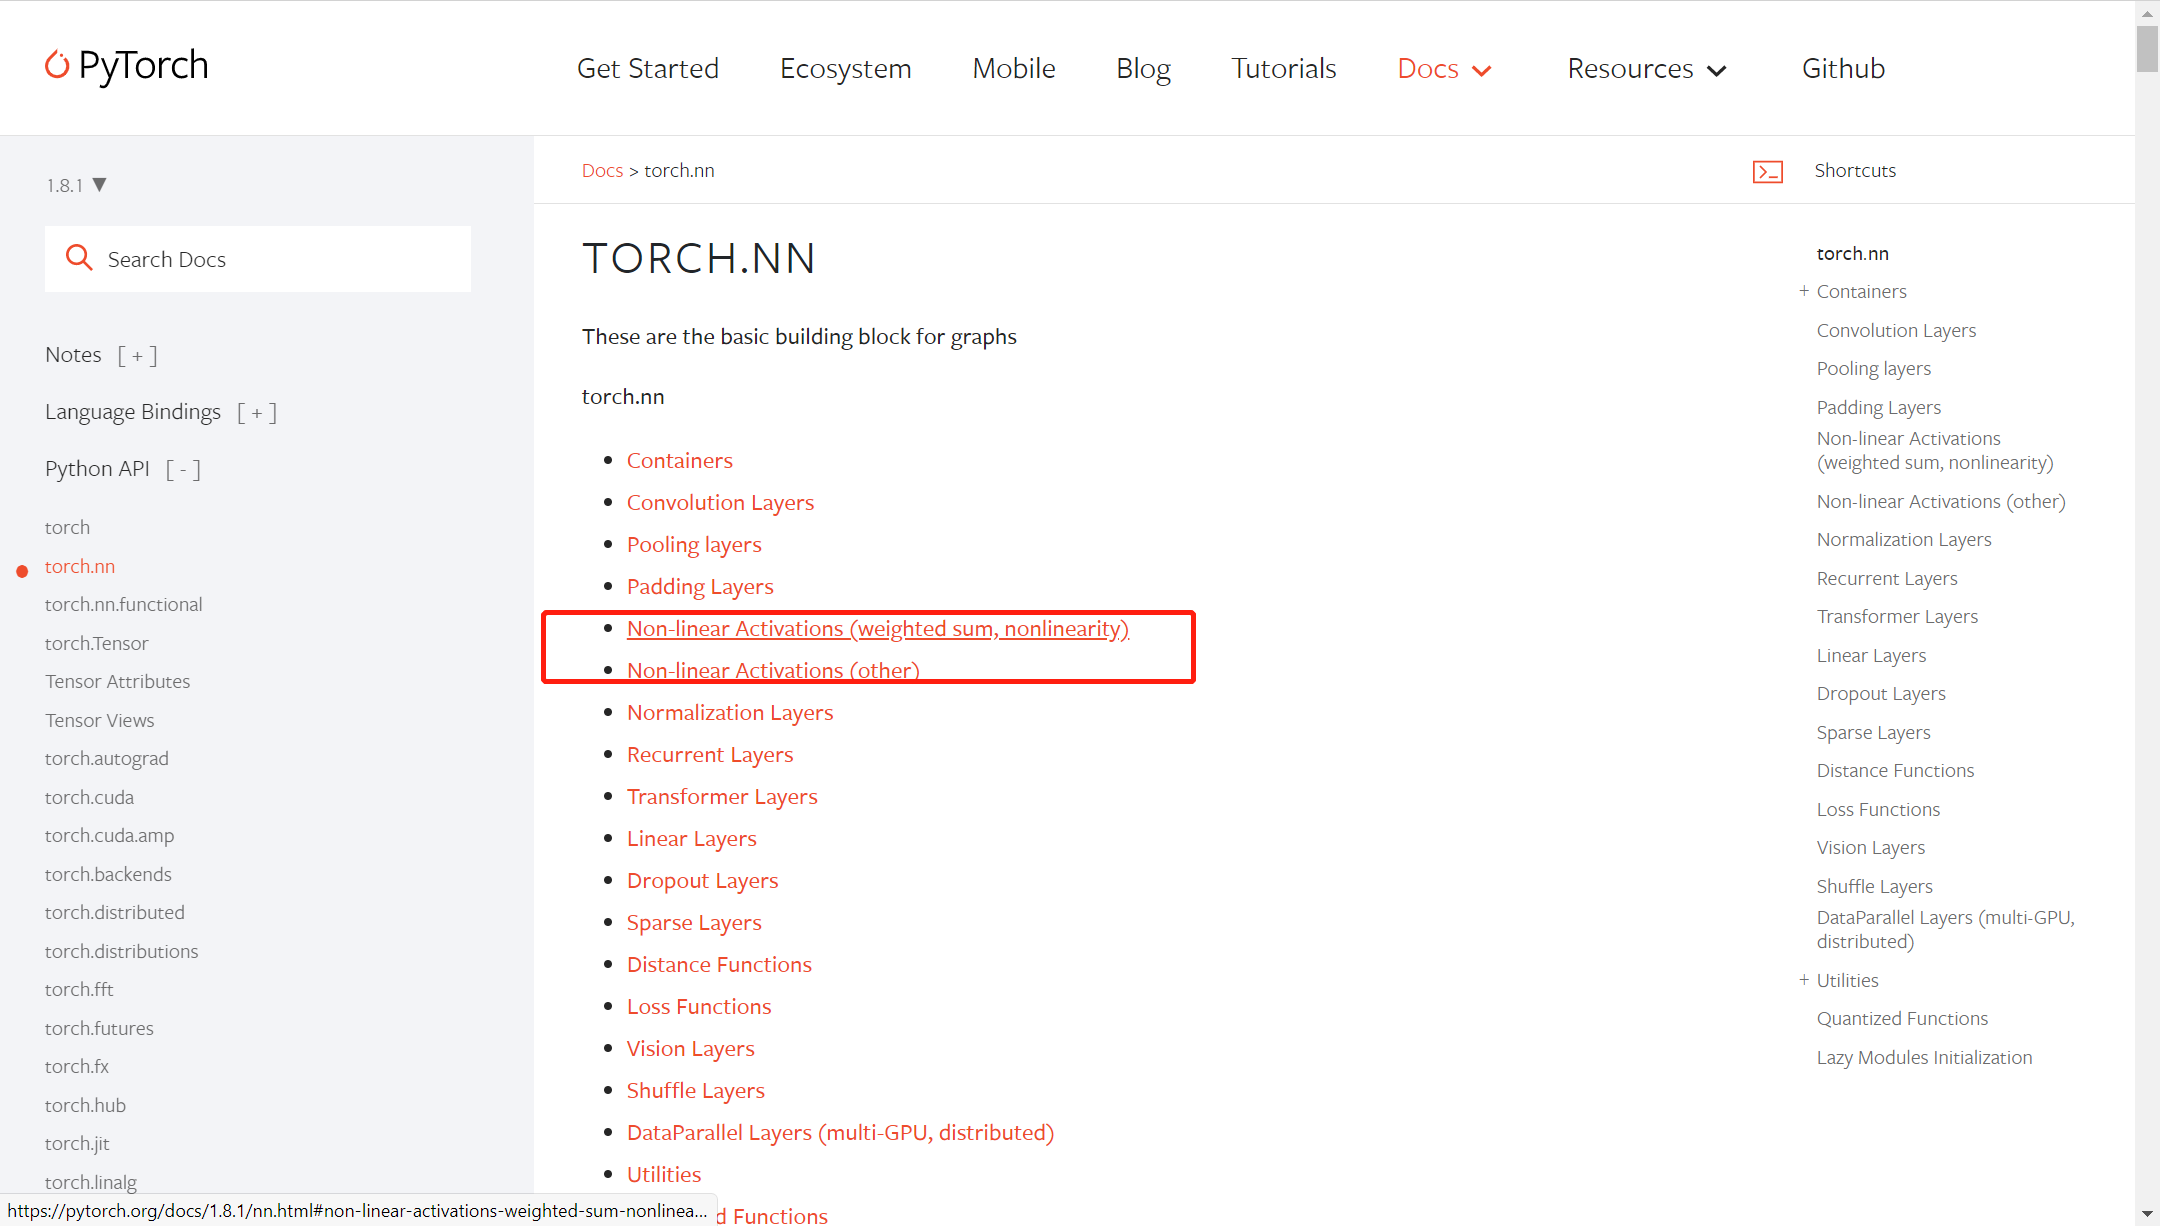 PyTorch
Get Started
Ecosystem
Mobile
Blog
Tutorials
Docs
Resources
Github
1.8.1 ▼
Search Docs
Notes [ + ]
Language Bindings [ + ]
Python API [ - ]
torch
torch.nn
torch.nn.functional
torch.Tensor
Tensor Attributes
Tensor Views
torch.autograd
torch.cuda
torch.cuda.amp
torch.backends
torch.distributed
torch.distributions
torch.fft
torch.futures
torch.fx
torch.hub
torch.jit
torch.linalg
Docs > torch.nn
Shortcuts
TORCH.NN
These are the basic building block for graphs
torch.nn
Containers
Convolution Layers
Pooling layers
Padding Layers
Non-linear Activations (weighted sum, nonlinearity)
Non-linear Activations (other)
Normalization Layers
Recurrent Layers
Transformer Layers
Linear Layers
Dropout Layers
Sparse Layers
Distance Functions
Loss Functions
Vision Layers
Shuffle Layers
DataParallel Layers (multi-GPU, distributed)
Utilities
d Functions
torch.nn
+ Containers
Convolution Layers
Pooling layers
Padding Layers
Non-linear Activations
(weighted sum, nonlinearity)
Non-linear Activations (other)
Normalization Layers
Recurrent Layers
Transformer Layers
Linear Layers
Dropout Layers
Sparse Layers
Distance Functions
Loss Functions
Vision Layers
Shuffle Layers
DataParallel Layers (multi-GPU,
distributed)
+ Utilities
Quantized Functions
Lazy Modules Initialization
https://pytorch.org/docs/1.8.1/nn.html#non-linear-activations-weighted-sum-nonlinea...